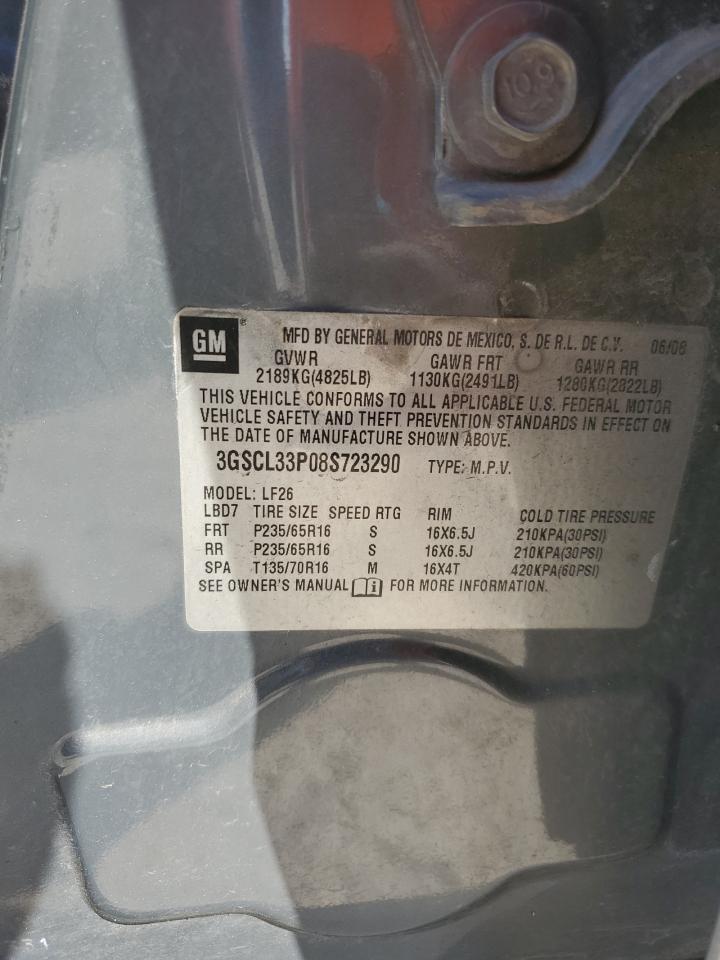 10.9
GM ®
MFD BY GENERAL MOTORS DE MEXICO, S. DE R.L. DE C.V. 06/08
GVWR GAWR FRT GAWR RR
2189KG(4825LB) 1130KG(2491LB) 1280KG(2822LB)
THIS VEHICLE CONFORMS TO ALL APPLICABLE U.S. FEDERAL MOTOR
VEHICLE SAFETY AND THEFT PREVENTION STANDARDS IN EFFECT ON
THE DATE OF MANUFACTURE SHOWN ABOVE.
3GSCL33P08S723290 TYPE: M.P.V.
MODEL: LF26
LBD7 TIRE SIZE SPEED RTG RIM COLD TIRE PRESSURE
FRT P235/65R16 S 16X6.5J 210KPA(30PSI)
RR P235/65R16 S 16X6.5J 210KPA(30PSI)
SPA T135/70R16 M 16X4T 420KPA(60PSI)
SEE OWNER'S MANUAL i FOR MORE INFORMATION.